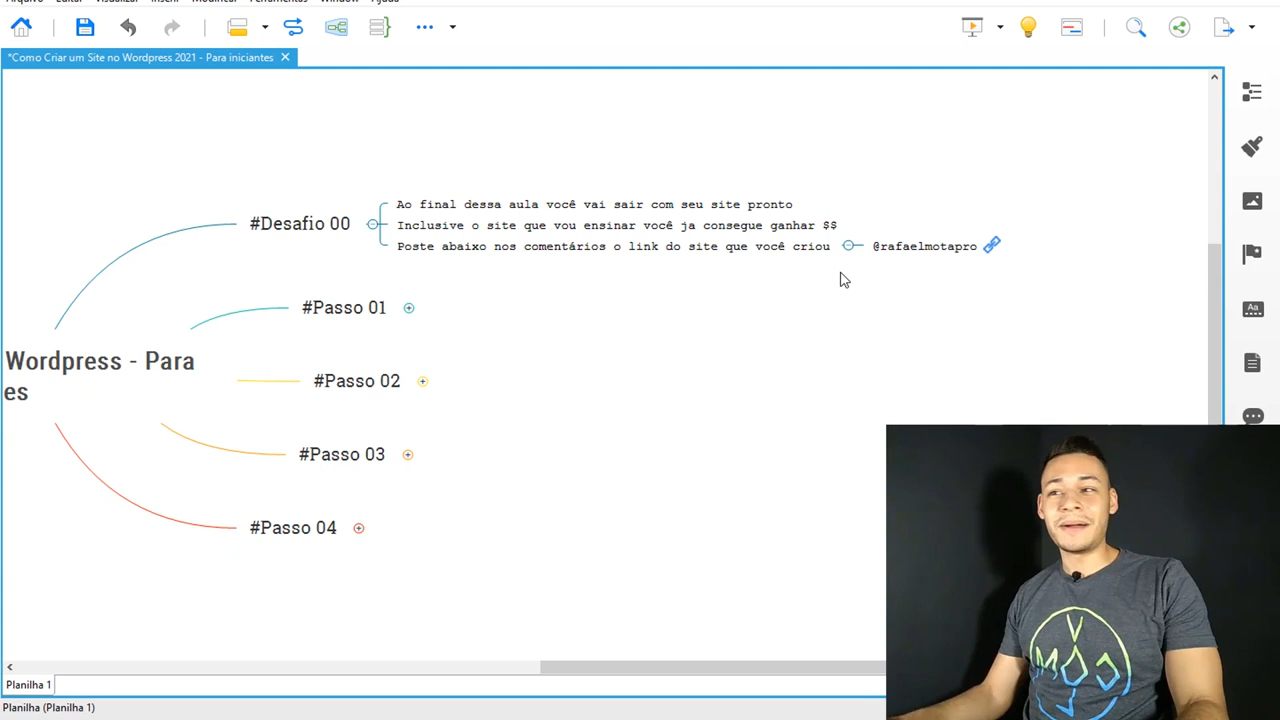 *Como Criar um Site no Wordpress 2021 - Para iniciantes
#Desafio 00
Ao final dessa aula você vai sair com seu site pronto
Inclusive o site que vou ensinar você ja consegue ganhar $$
Poste abaixo nos comentários o link do site que você criou
@rafaelmotapro
#Passo 01
Wordpress - Para
es
#Passo 02
#Passo 03
#Passo 04
Planilha 1
Planilha (Planilha 1)
Aa